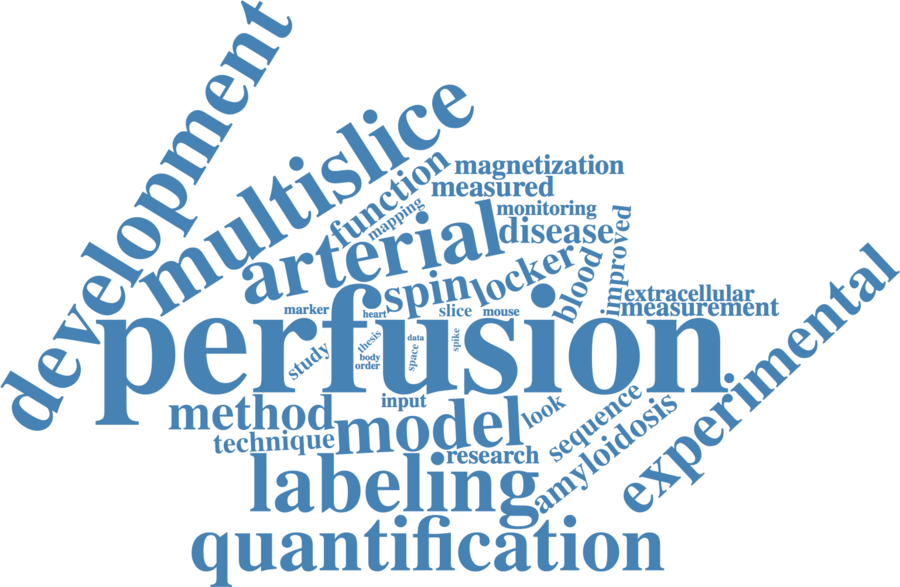 development
multislice
function
magnetization
measured
mapping
monitoring
arterial
disease
improved
spin
locker
blood
extracellular
measurement
marker
heart
slice
mouse
perfusion
experimental
study
thesis
body
order
data
space
spike
method
input
model
look
sequence
technique
research
amyloidosis
labeling
quantification